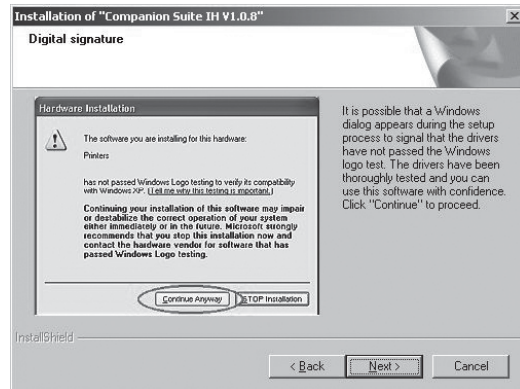 Installation of "Companion Suite IH V1.0.8"
Digital signature
Hardware Installation
The software you are installing for this hardware:
Printers
has not passed Windows Logo testing to verify its compatibility
with Windows XP. (Tell me why this testing is important.)
Continuing your installation of this software may impair
or destabilize the correct operation of your system
either immediately or in the future. Microsoft strongly
recommends that you stop this installation now and
contact the hardware vendor for software that has
passed Windows Logo testing.
Continue Anyway
STOP Installation
It is possible that a Windows
dialog appears during the setup
process to signal that the drivers
have not passed the Windows
logo test. The drivers have been
thoroughly tested and you can
use this software with confidence.
Click "Continue" to proceed.
InstallShield
< Back
Next >
Cancel